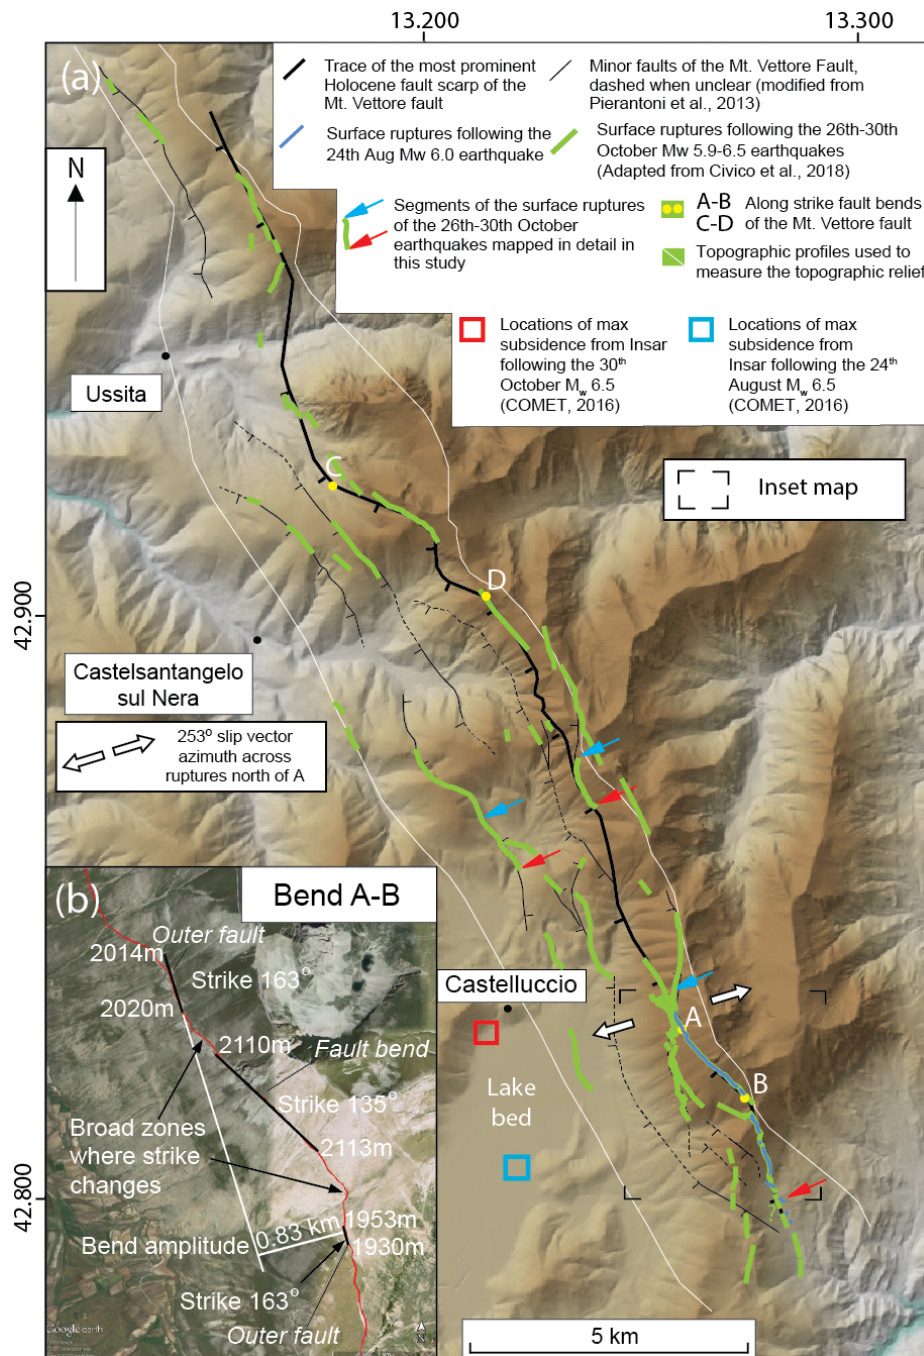 13.200
13.300
(a)
Trace of the most prominent
Holocene fault scarp of the
Mt. Vettore fault
Minor faults of the Mt. Vettore Fault,
dashed when unclear (modified from
Pierantoni et al., 2013)
Surface ruptures following the
24th Aug Mw 6.0 earthquake
Surface ruptures following the 26th-30th
October Mw 5.9-6.5 earthquakes
(Adapted from Civico et al., 2018)
N
Segments of the surface ruptures
of the 26th-30th October
earthquakes mapped in detail in
this study
A-B
C-D
Along strike fault bends
of the Mt. Vettore fault
Topographic profiles used to
measure the topographic relief
Locations of max
subsidence from Insar
following the 30th
October Mw 6.5
(COMET, 2016)
Locations of max
subsidence from
Insar following the 24th
August Mw 6.5
(COMET, 2016)
Ussita
C
Inset map
D
42.900
Castelsantangelo
sul Nera
253° slip vector
azimuth across
ruptures north of A
(b)
Bend A-B
Outer fault
2014m
Strike 163°
2020m
2110m
Fault bend
Strike 135°
Broad zones
where strike
changes
2113m
0.83 km
1953m
Bend amplitude
1930m
Strike 163°
Outer fault
Google earth
N
Castelluccio
A
B
Lake
bed
42.800
5 km